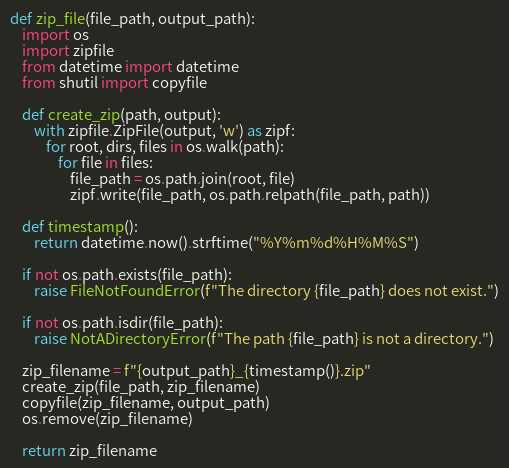 def zip_file(file_path, output_path):
    import os
    import zipfile
    from datetime import datetime
    from shutil import copyfile

    def create_zip(path, output):
        with zipfile.ZipFile(output, 'w') as zipf:
            for root, dirs, files in os.walk(path):
                for file in files:
                    file_path = os.path.join(root, file)
                    zipf.write(file_path, os.path.relpath(file_path, path))

    def timestamp():
        return datetime.now().strftime("%Y%m%d%H%M%S")

    if not os.path.exists(file_path):
        raise FileNotFoundError(f"The directory {file_path} does not exist.")

    if not os.path.isdir(file_path):
        raise NotADirectoryError(f"The path {file_path} is not a directory.")

    zip_filename = f"{output_path}_{timestamp()}.zip"
    create_zip(file_path, zip_filename)
    copyfile(zip_filename, output_path)
    os.remove(zip_filename)

    return zip_filename